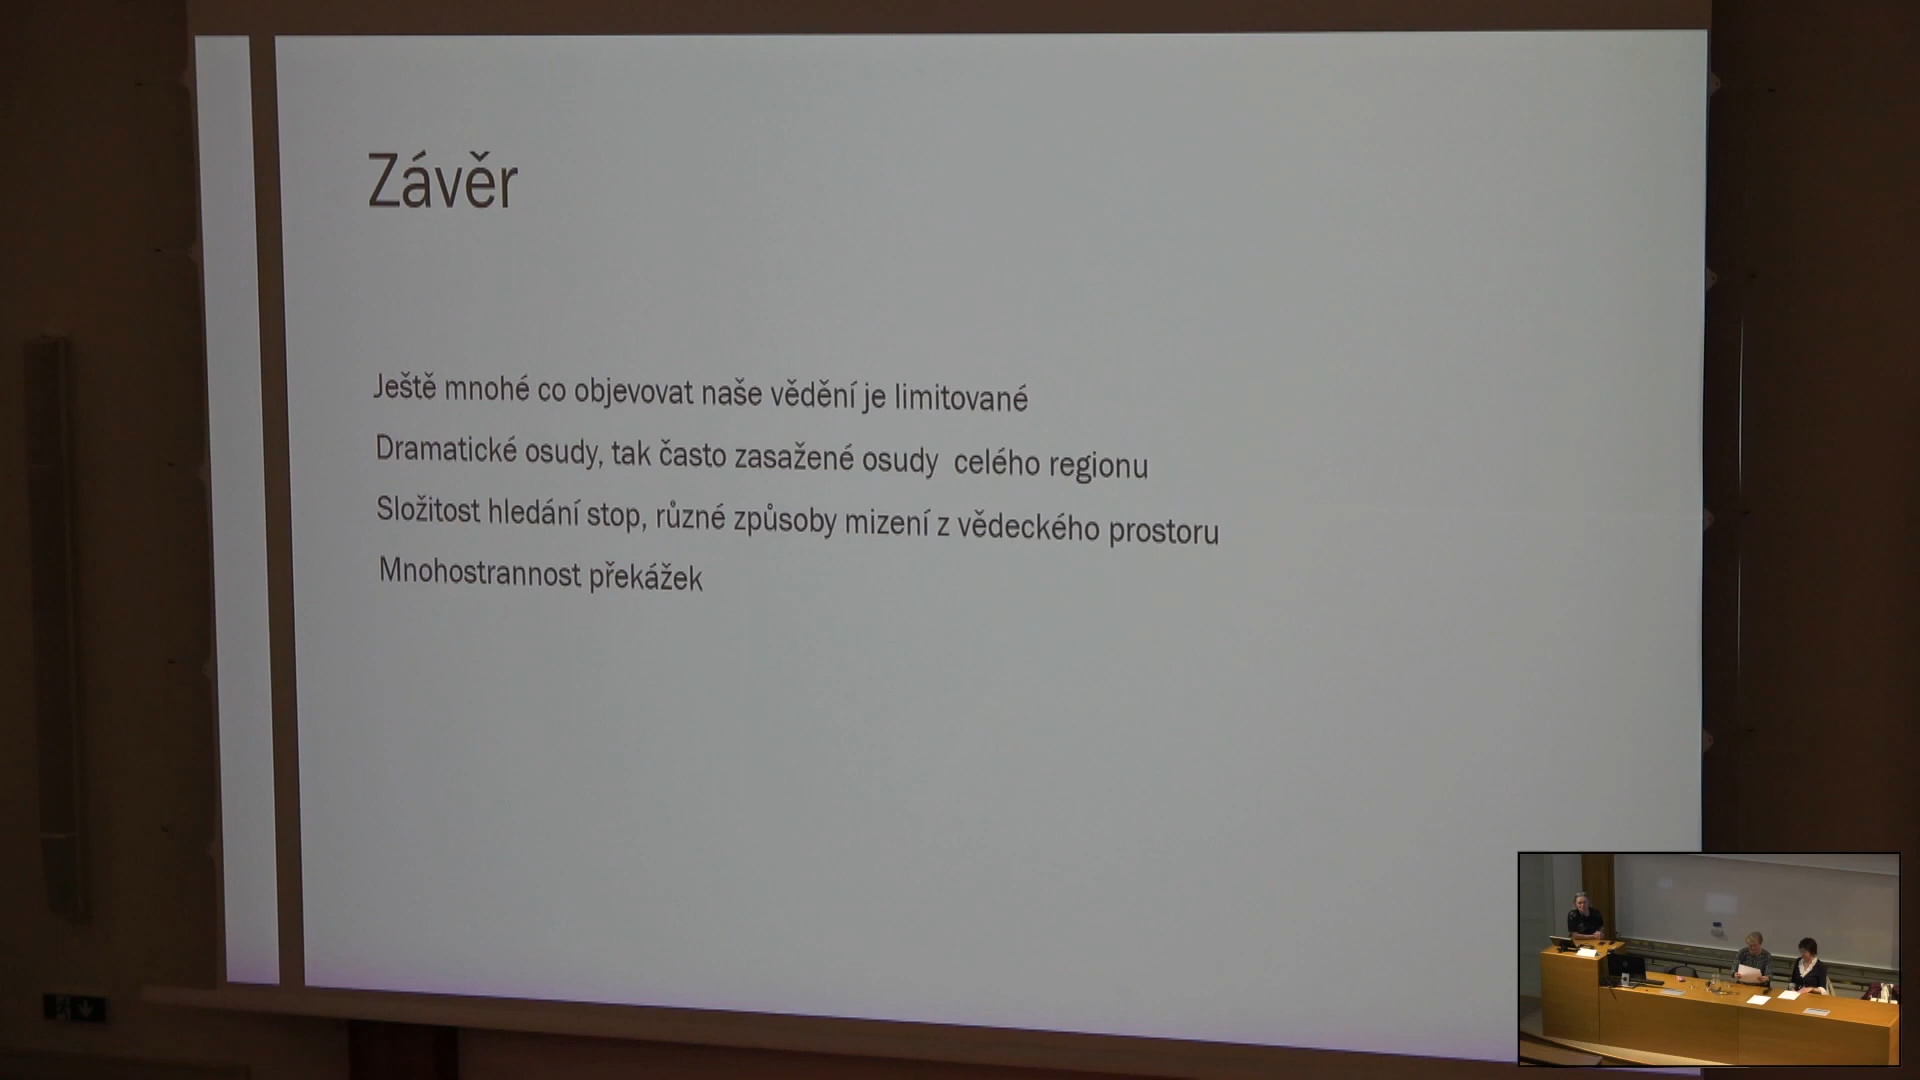 Závěr
Ještě mnohé co objevovat naše vědění je limitované
Dramatické osudy, tak často zasažené osudy celého regionu
Složitost hledání stop, různé způsoby mizení z vědeckého prostoru
Mnohostrannost překážek